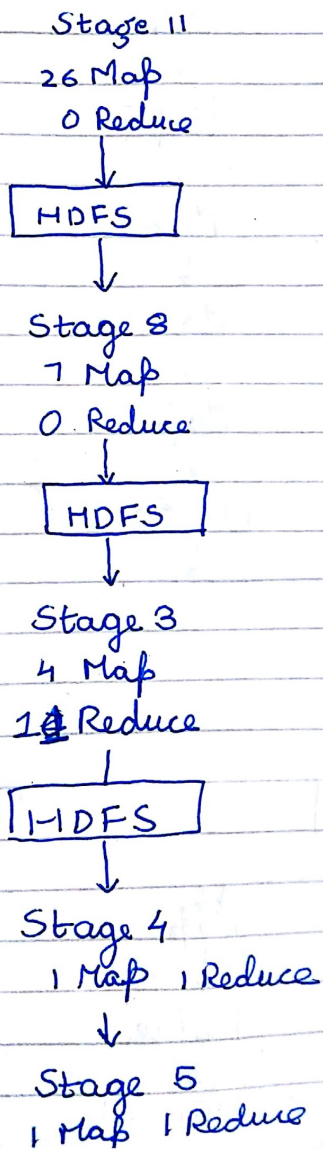 Stage 11
26 Map
0 Reduce
HDFS
Stage 8
7 Map
0 Reduce
HDFS
Stage 3
4 Map
Reduce
HDFS
Stage 4
1 Map 1 Reduce
Stage 5
1 Map 1 Reduce